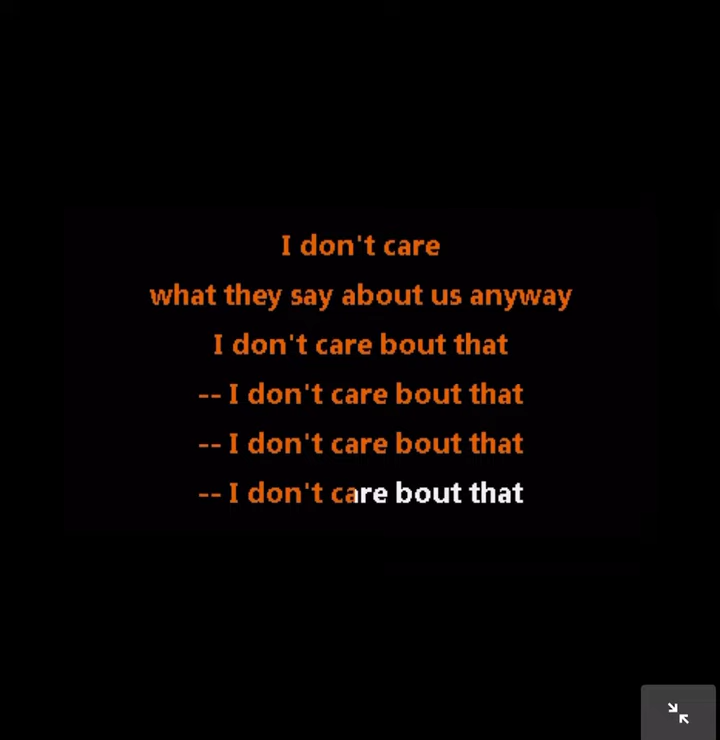 I don't care
what they say about us anyway
I don't care bout that
-- I don't care bout that
-- I don't care bout that
-- I don't care bout that